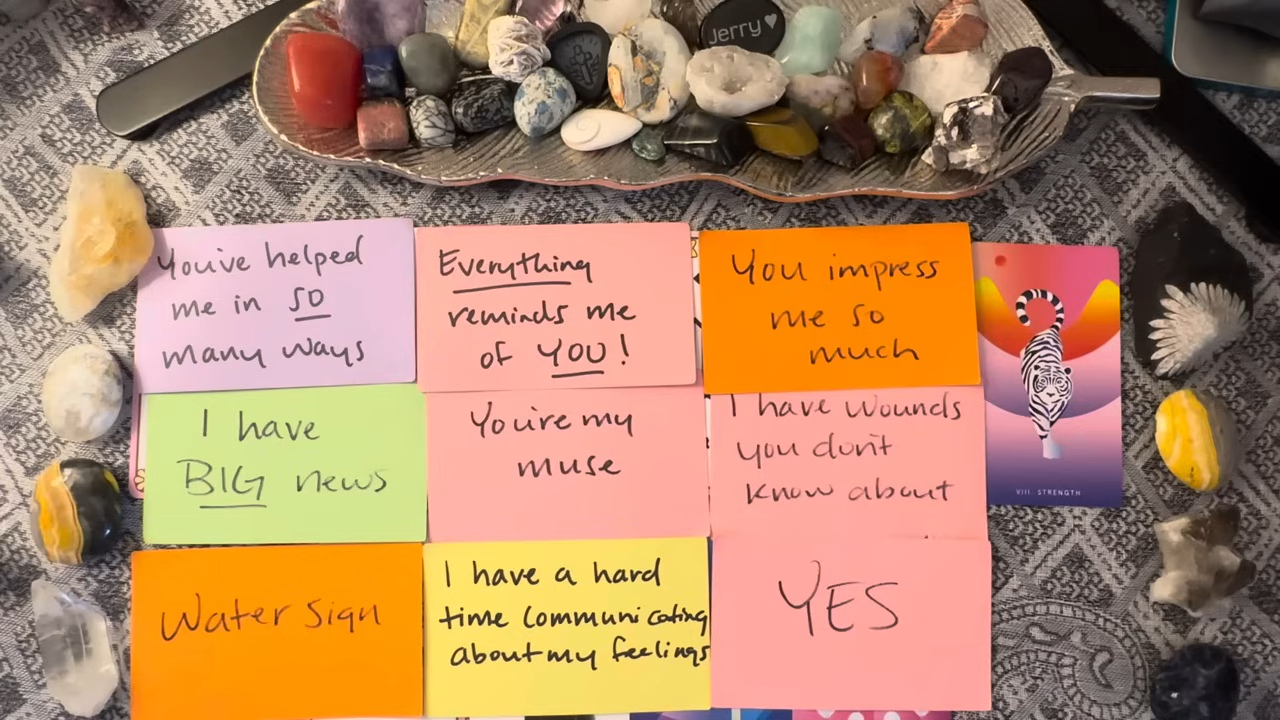 Jerry♥
You've helped
me in SO
many ways
Everything
reminds me
of YOU!
You impress
me so
much
I have
BIG news
You're my
muse
I have wounds
you don't
know about
VIII. STRENGTH
Water sign
I have a hard
time communicating
about my feelings
YES